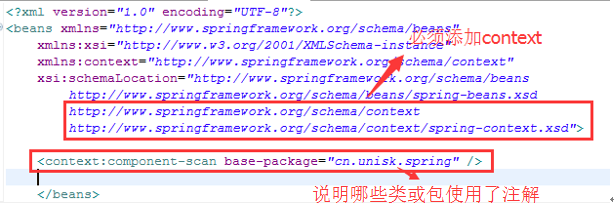 <?xml version="1.0" encoding="UTF-8"?>
<beans xmlns="http://www.springframework.org/schema/beans"
必须添加context
xmlns:xsi="http://www.w3.org/2001/XMLSchema-instance"
xmlns:context="http://www.springframework.org/schema/context"
xsi:schemaLocation="http://www.springframework.org/schema/beans
http://www.springframework.org/schema/beans/spring-beans.xsd
http://www.springframework.org/schema/context
http://www.springframework.org/schema/context/spring-context.xsd">
<context:component-scan base-package="cn.unisk.spring" />
说明哪些类或包使用了注解
</beans>